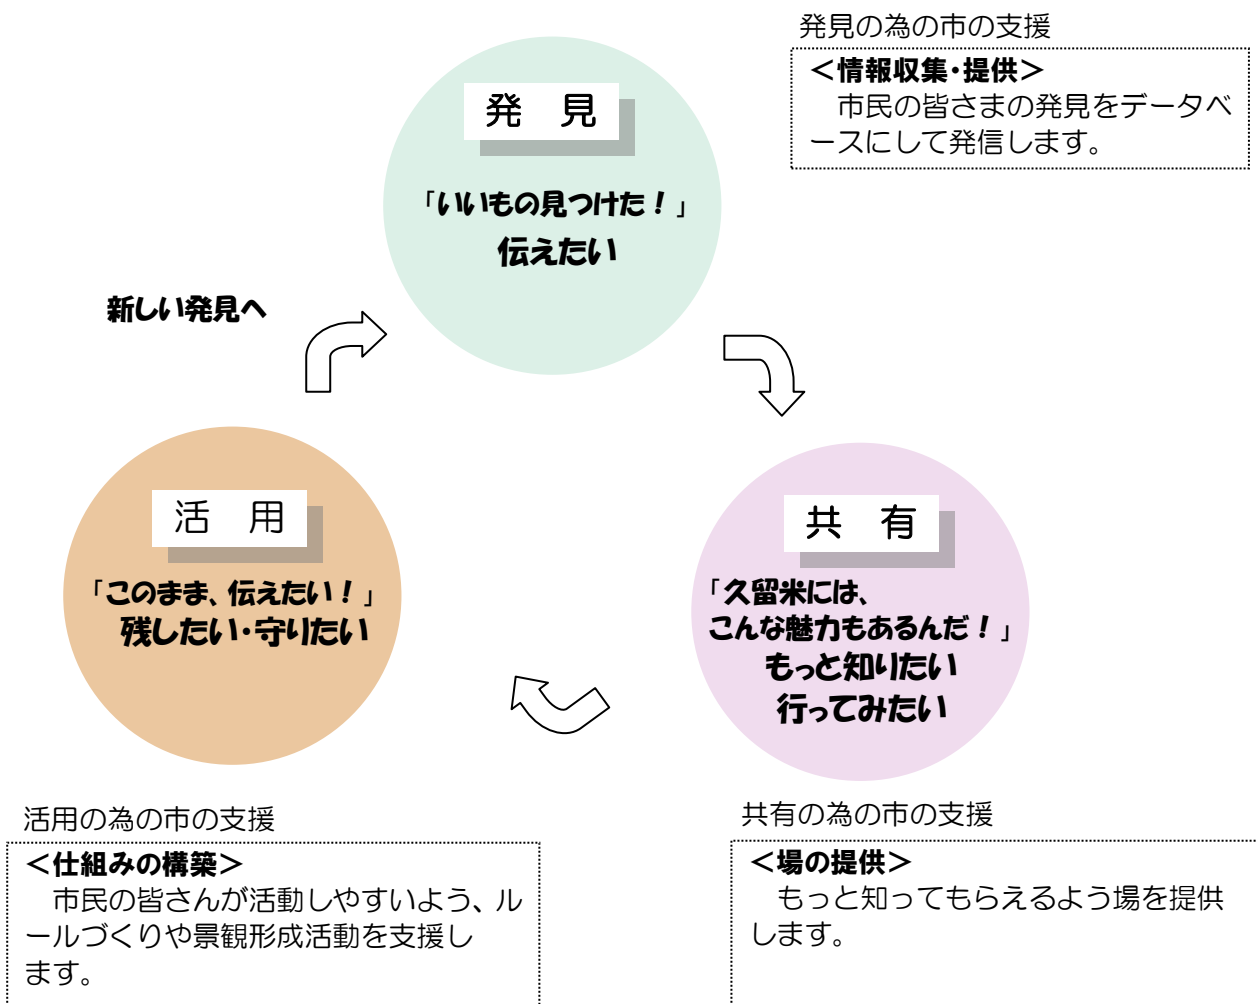 発見の為の市の支援
＜情報収集・提供＞
市民の皆さまの発見をデータベ
ースにして発信します。
発　見
「いいもの見つけた！」
伝えたい
新しい発見へ
活　用
「このまま、伝えたい！」
残したい・守りたい
共　有
「久留米には、
こんな魅力もあるんだ！」
もっと知りたい
行ってみたい
活用の為の市の支援
＜仕組みの構築＞
市民の皆さんが活動しやすいよう、ル
ールづくりや景観形成活動を支援し
ます。
共有の為の市の支援
＜場の提供＞
もっと知ってもらえるよう場を提供
します。